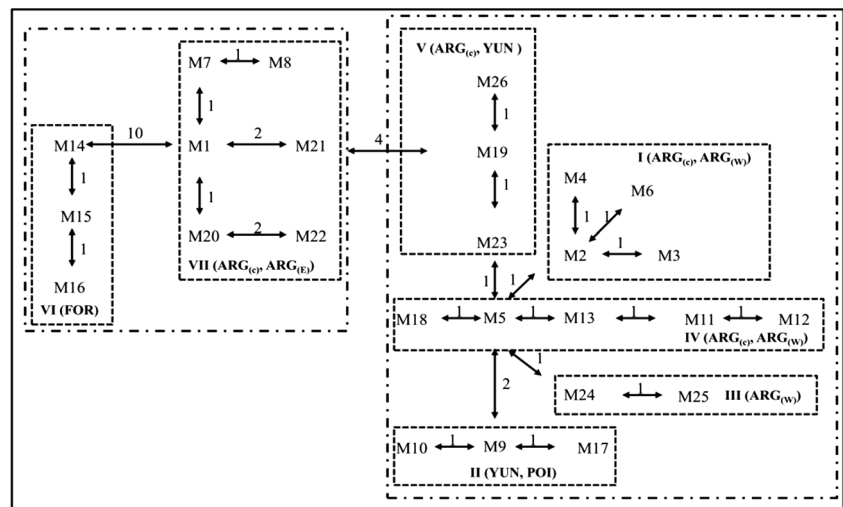 V (ARG(c), YUN )
M7 1 M8
M26
1
1
10
M14
M1 2 M21
4
M19
I (ARG(c), ARG(W))
M4
M6
1
1
1
1
1
M15
M20 2 M22
M23
M2 1 M3
1
VII (ARG(c), ARG(E))
1
1
M16
VI (FOR)
M18 1 M5 1 M13 1 M11 1 M12
IV (ARG(c), ARG(W))
1
2
M24 1 M25 III (ARG(W))
M10 1 M9 1 M17
II (YUN, POI)